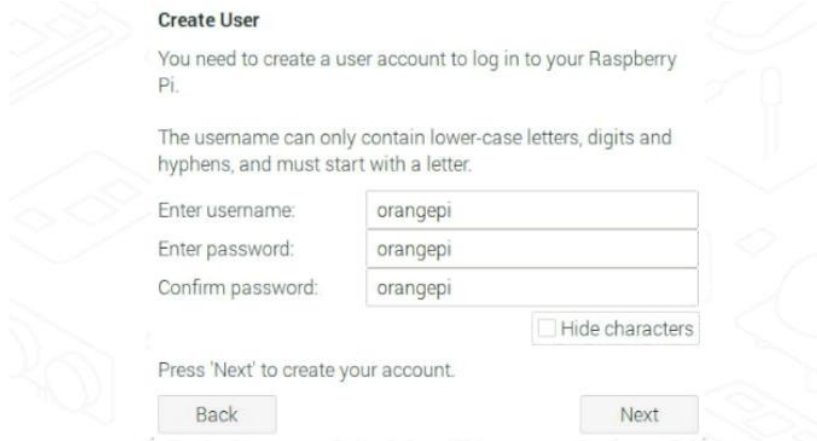 Create User
You need to create a user account to log in to your Raspberry
Pi.
The username can only contain lower-case letters, digits and
hyphens, and must start with a letter.
Enter username: orangepi
Enter password: orangepi
Confirm password: orangepi
Hide characters
Press 'Next' to create your account.
Back Next